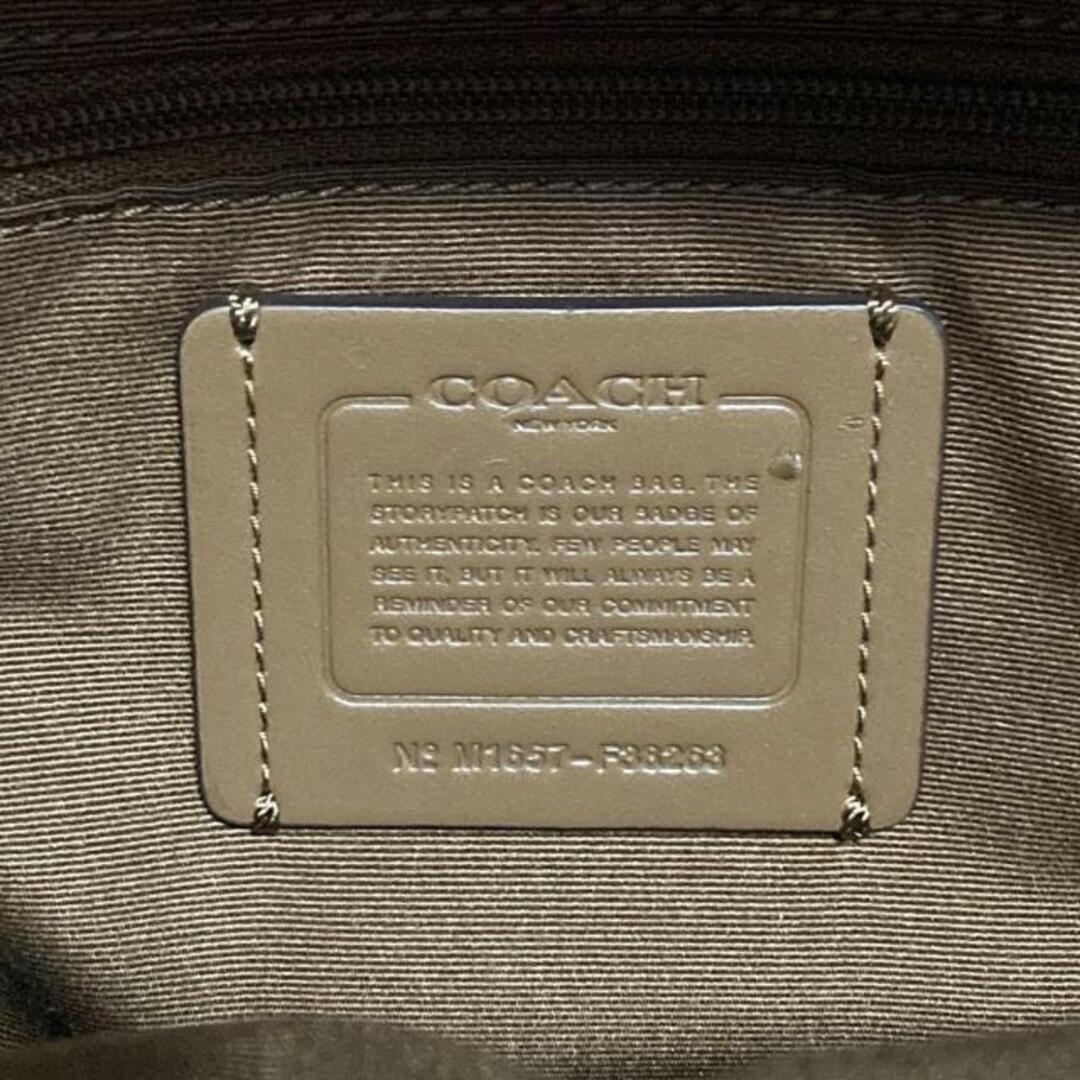 COACH
NEW YORK
THIS IS A COACH BAG. THE
STORYPATCH IS OUR BADGE OF
AUTHENTICITY. FEW PEOPLE MAY
SEE IT, BUT IT WILL ALWAYS BE A
REMINDER OF OUR COMMITMENT
TO QUALITY AND CRAFTSMANSHIP.
Nº M1657-F38263